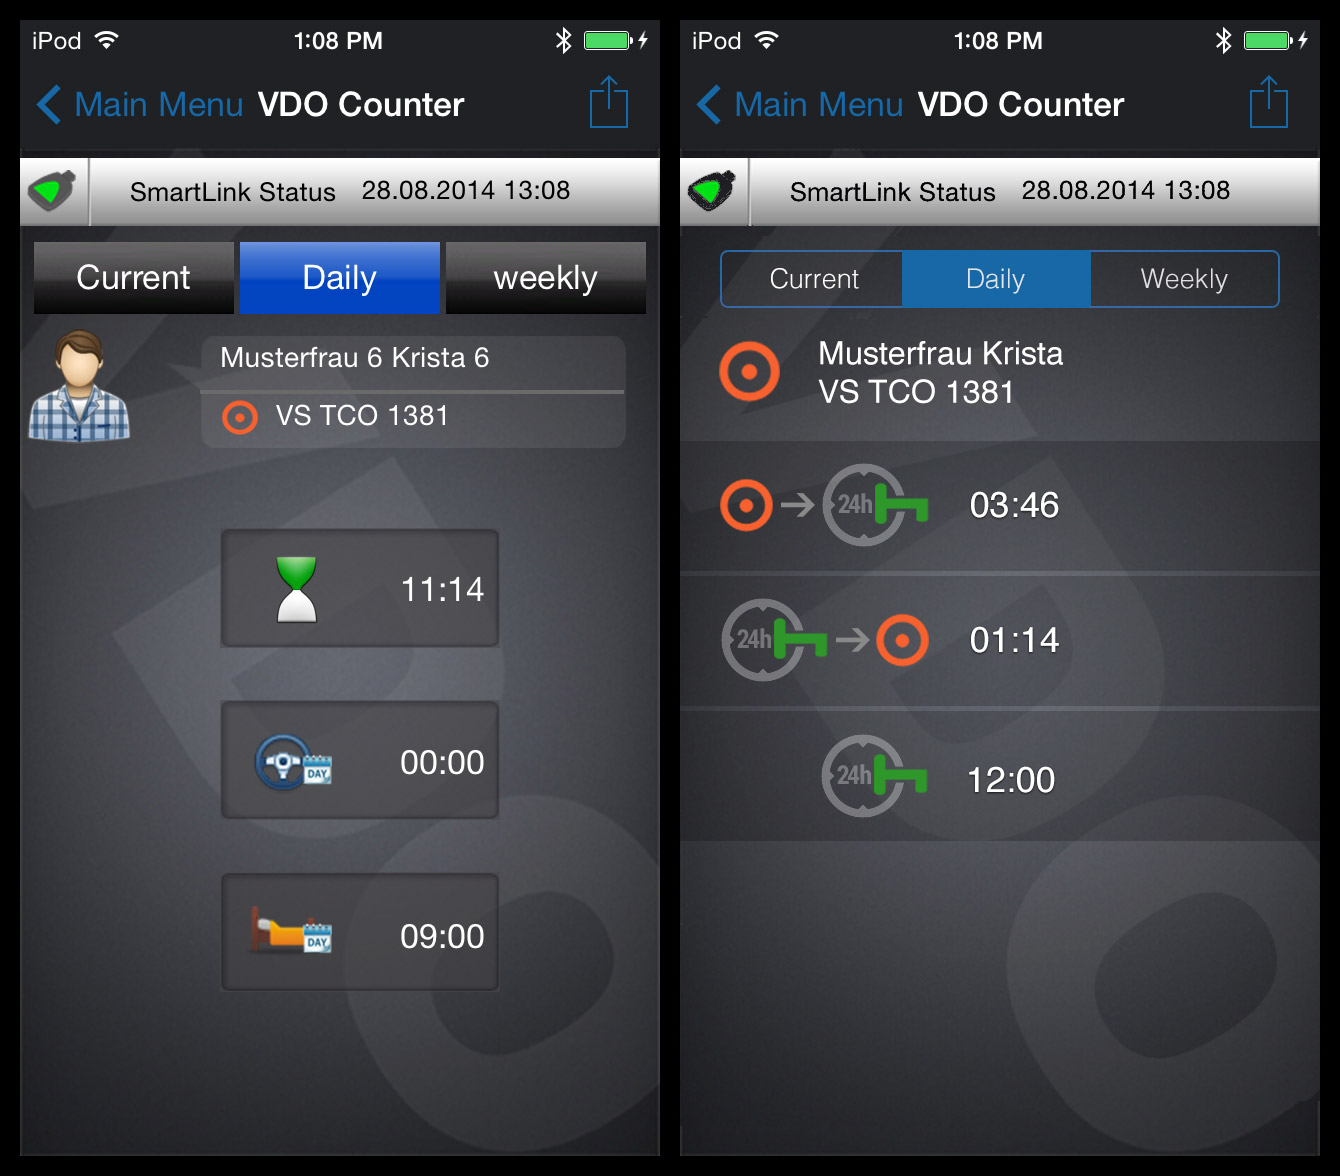 iPod 1:08 PM
Main Menu VDO Counter
SmartLink Status 28.08.2014 13:08
Current Daily weekly
Musterfrau 6 Krista 6
VS TCO 1381
11:14
DAY 00:00
DAY 09:00
iPod 1:08 PM
Main Menu VDO Counter
SmartLink Status 28.08.2014 13:08
Current Daily Weekly
Musterfrau Krista
VS TCO 1381
24h 03:46
24h 01:14
24h 12:00